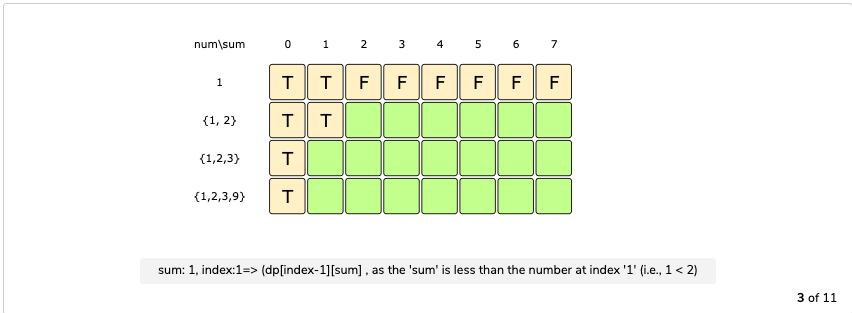 num\sum 0 1 2 3 4 5 6 7
1 T T F F F F F F
{1, 2} T T
{1,2,3} T
{1,2,3,9} T
sum: 1, index:1=> (dp[index-1][sum] , as the 'sum' is less than the number at index '1' (i.e., 1 < 2)
3 of 11